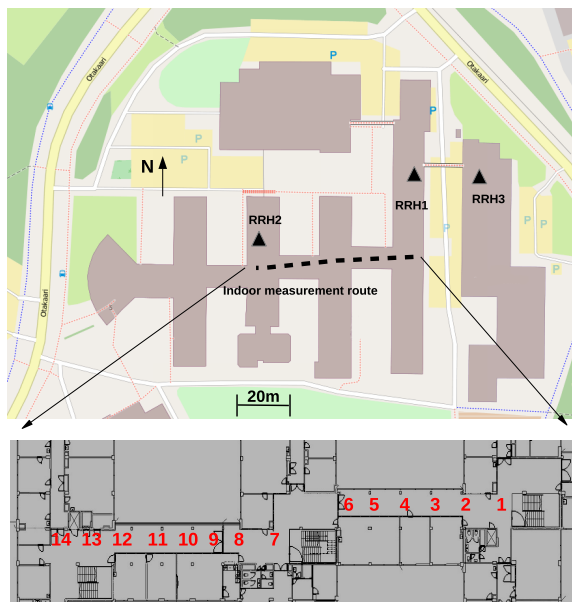 Otakaari
P
Otakaari
P
P
P
P
N
RRH1
RRH3
RRH2
P
P
P
P
Indoor measurement route
Otakaari
20m
6 5 4 3 2 1
14 13 12 11 10 9 8 7